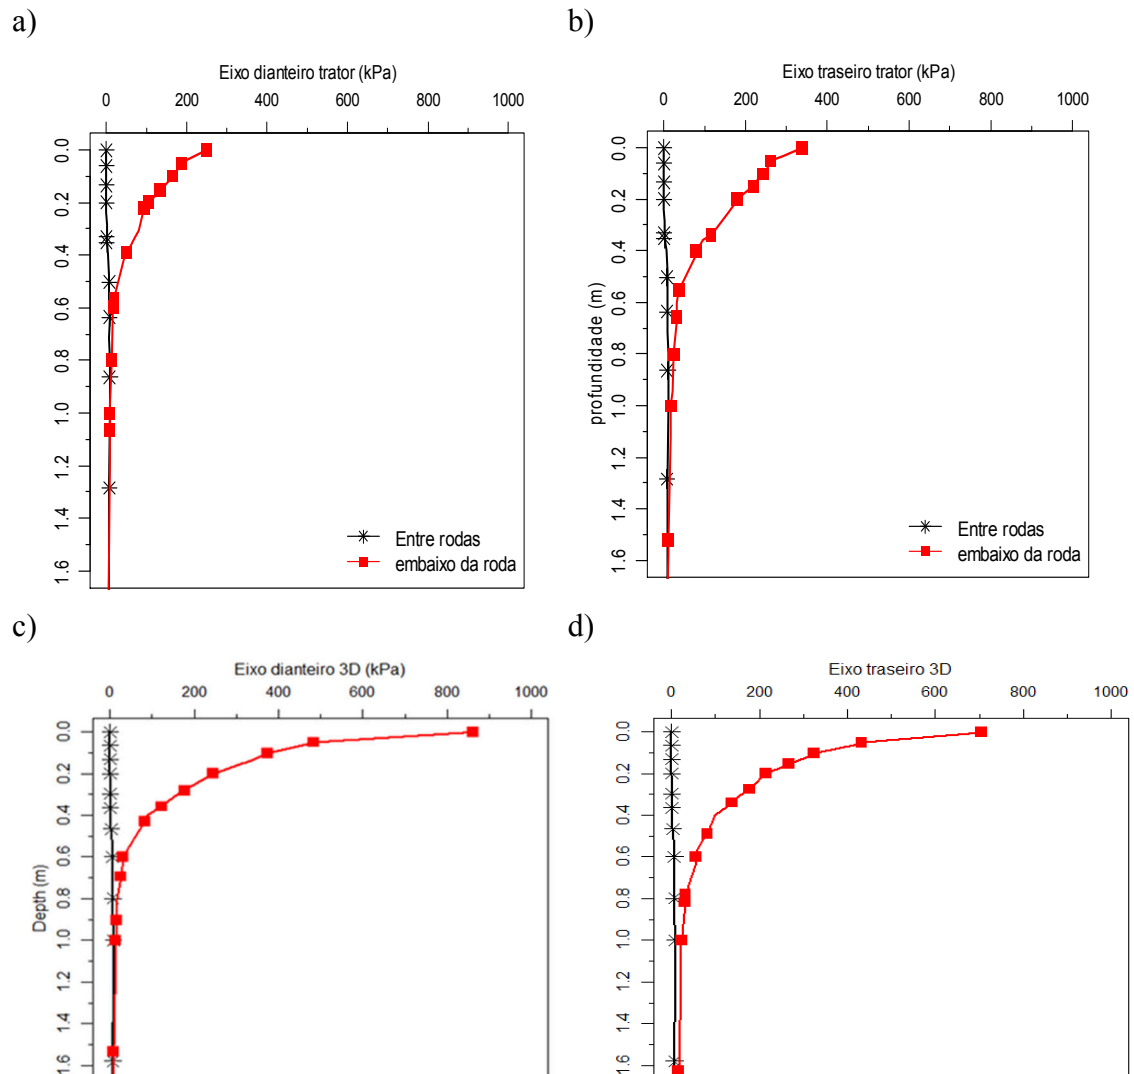 a)
Eixo dianteiro trator (kPa)
0 200 400 600 800 1000
0.0
0.2
0.4
0.6
0.8
1.0
1.2
1.4
1.6
Entre rodas
embaixo da roda
b)
Eixo traseiro trator (kPa)
0 200 400 600 800 1000
profundidade (m)
0.0
0.2
0.4
0.6
0.8
1.0
1.2
1.4
1.6
Entre rodas
embaixo da roda
c)
Eixo dianteiro 3D (kPa)
0 200 400 600 800 1000
Depth (m)
0.0
0.2
0.4
0.6
0.8
1.0
1.2
1.4
1.6
d)
Eixo traseiro 3D
0 200 400 600 800 1000
0.0
0.2
0.4
0.6
0.8
1.0
1.2
1.4
1.6